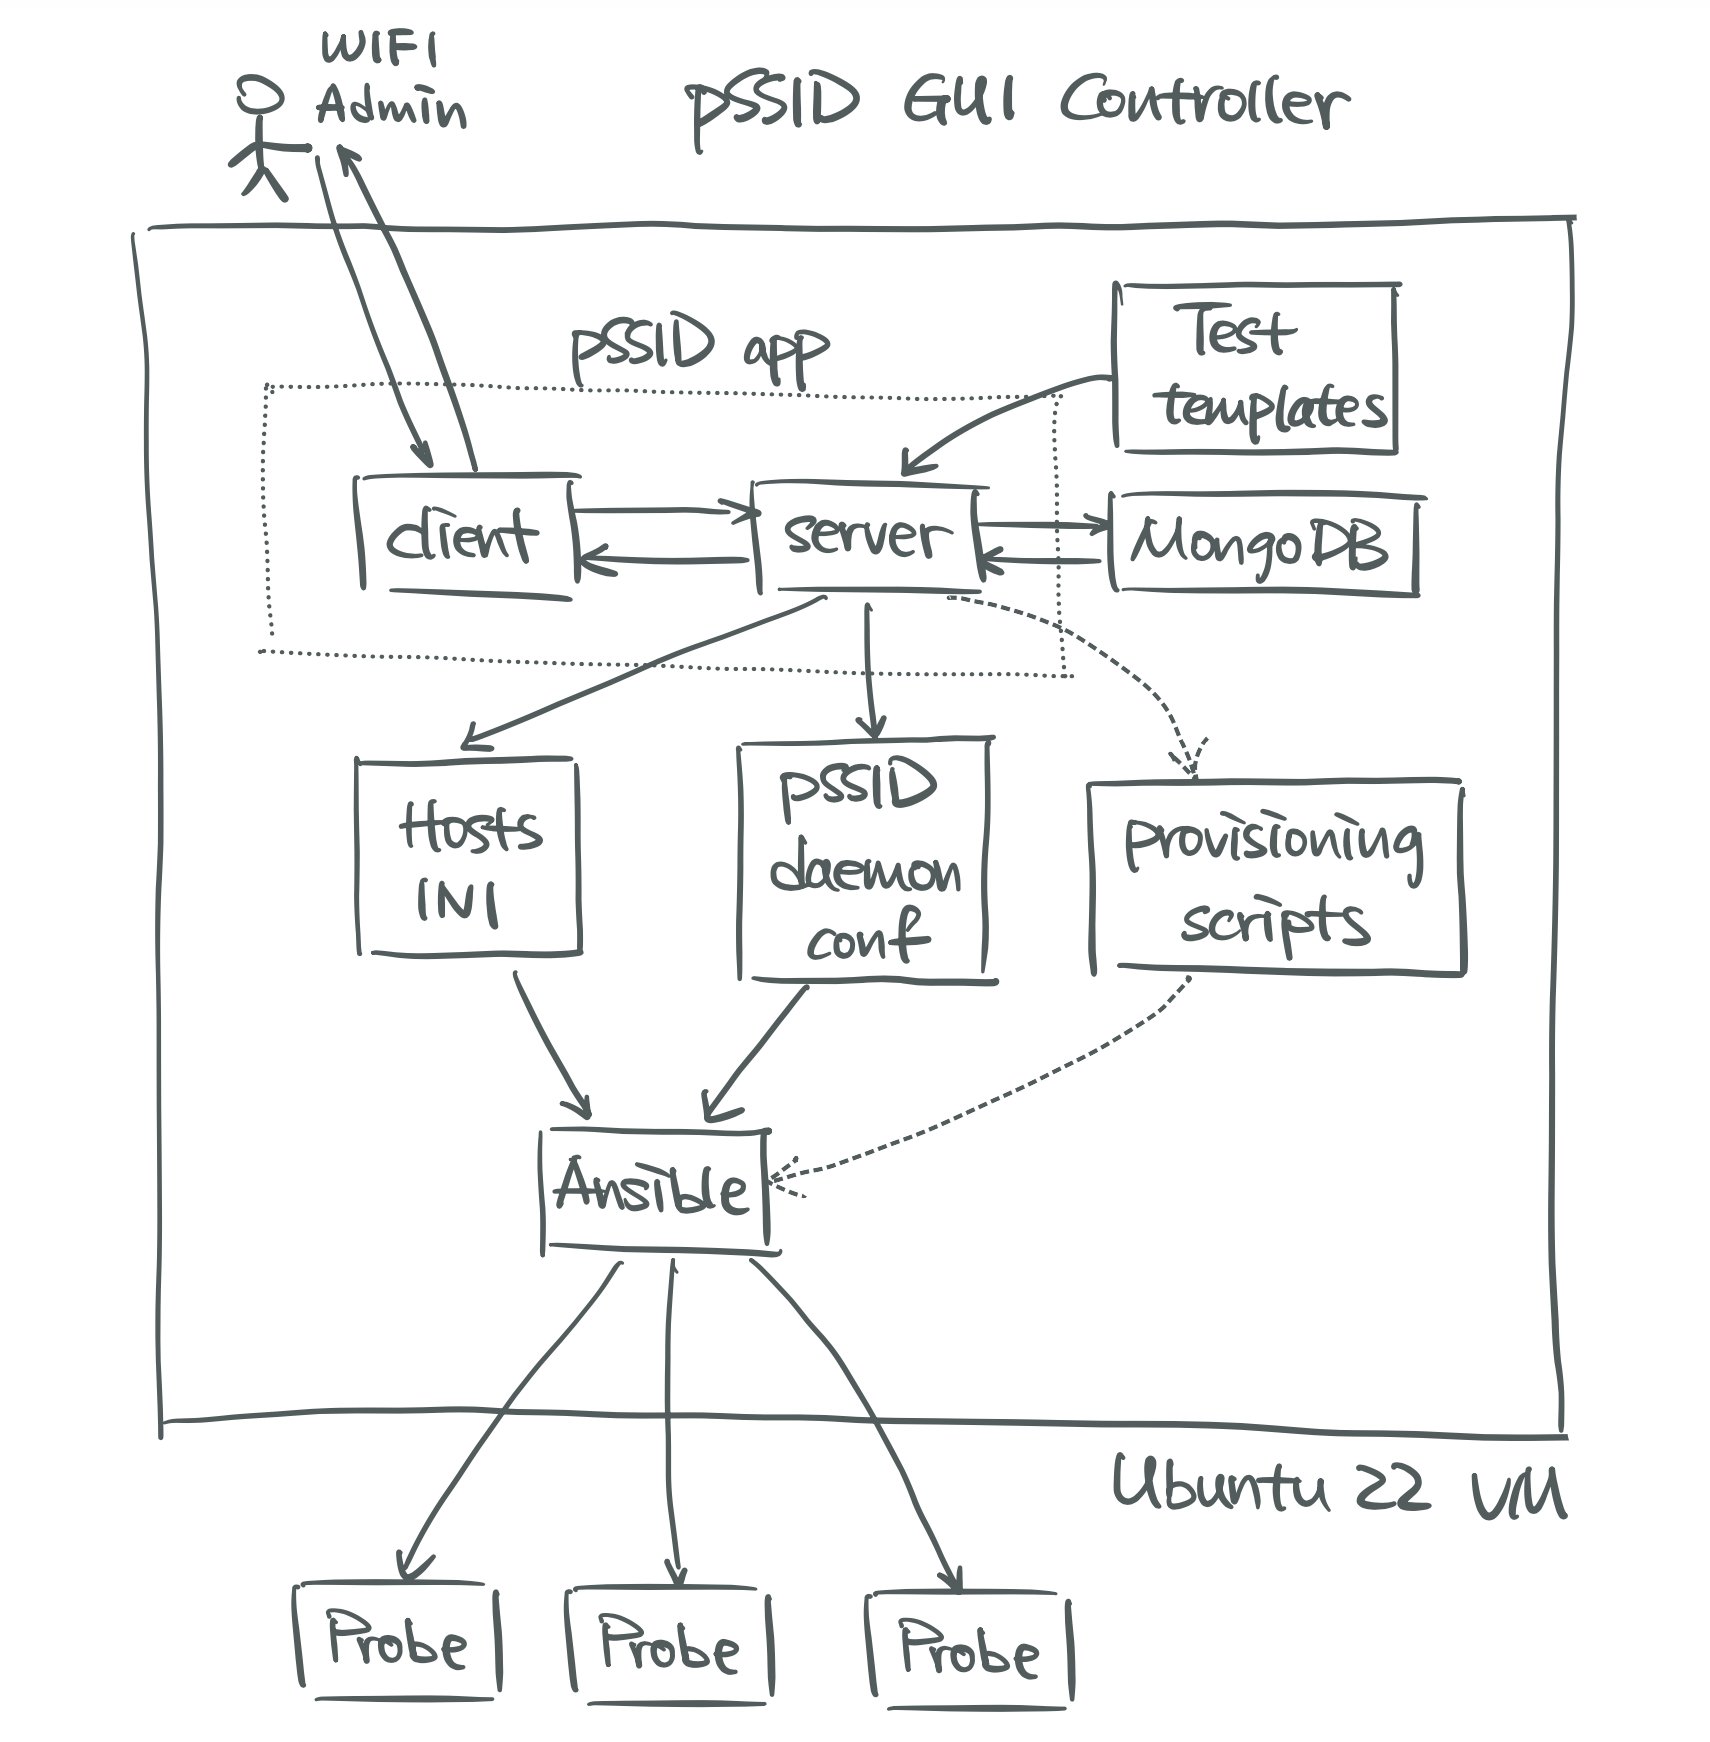 WIFI
Admin
pSSID GUI Controller
pSSID app
Test
templates
client
server
MongoDB
Hosts
INI
pSSID
daemon
conf
provisioning
scripts
Ansible
Ubuntu 22 VM
Probe
Probe
Probe